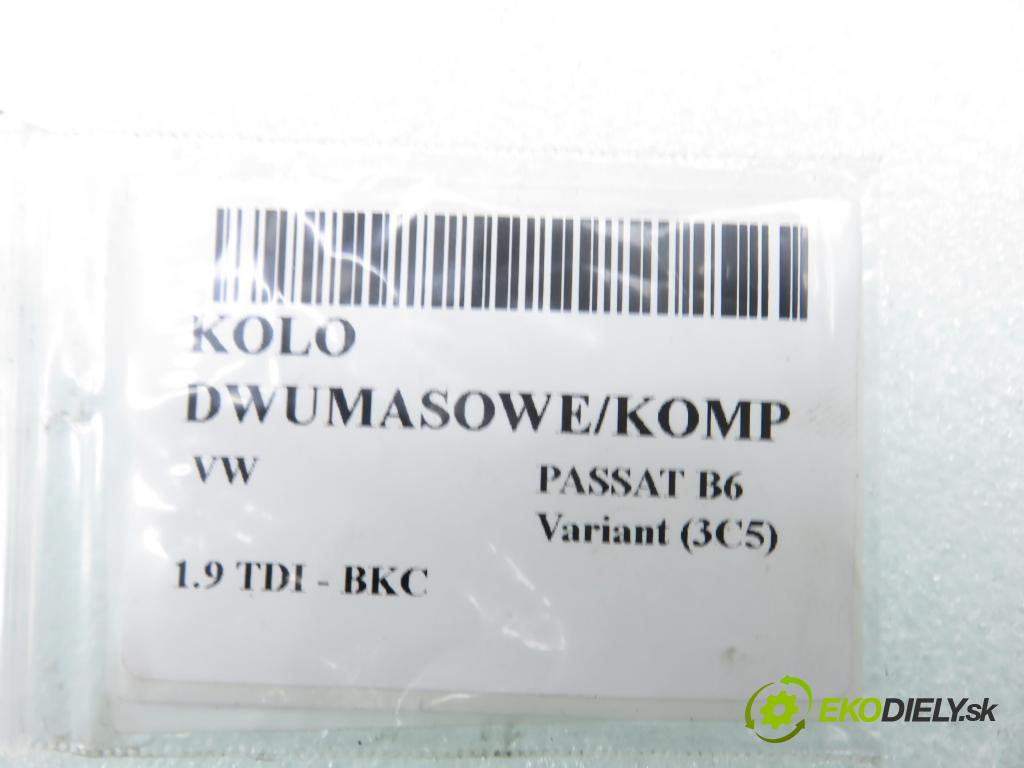 KOLO
DWUMASOWE/KOMP
VW PASSAT B6
Variant (3C5)
1.9 TDI - BKC
EKODIELY.sk